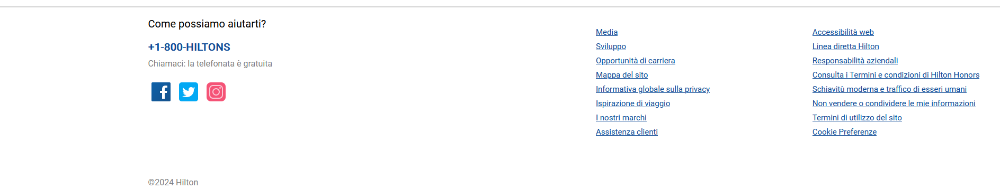 Come possiamo aiutarti?
+1-800-HILTONS
Chiamaci: la telefonata è gratuita
Media
Sviluppo
Opportunità di carriera
Mappa del sito
Informativa globale sulla privacy
Ispirazione di viaggio
I nostri marchi
Assistenza clienti
Accessibilità web
Linea diretta Hilton
Responsabilità aziendali
Consulta i Termini e condizioni di Hilton Honors
Schiavitù moderna e traffico di esseri umani
Non vendere o condividere le mie informazioni
Termini di utilizzo del sito
Cookie Preferenze
©2024 Hilton